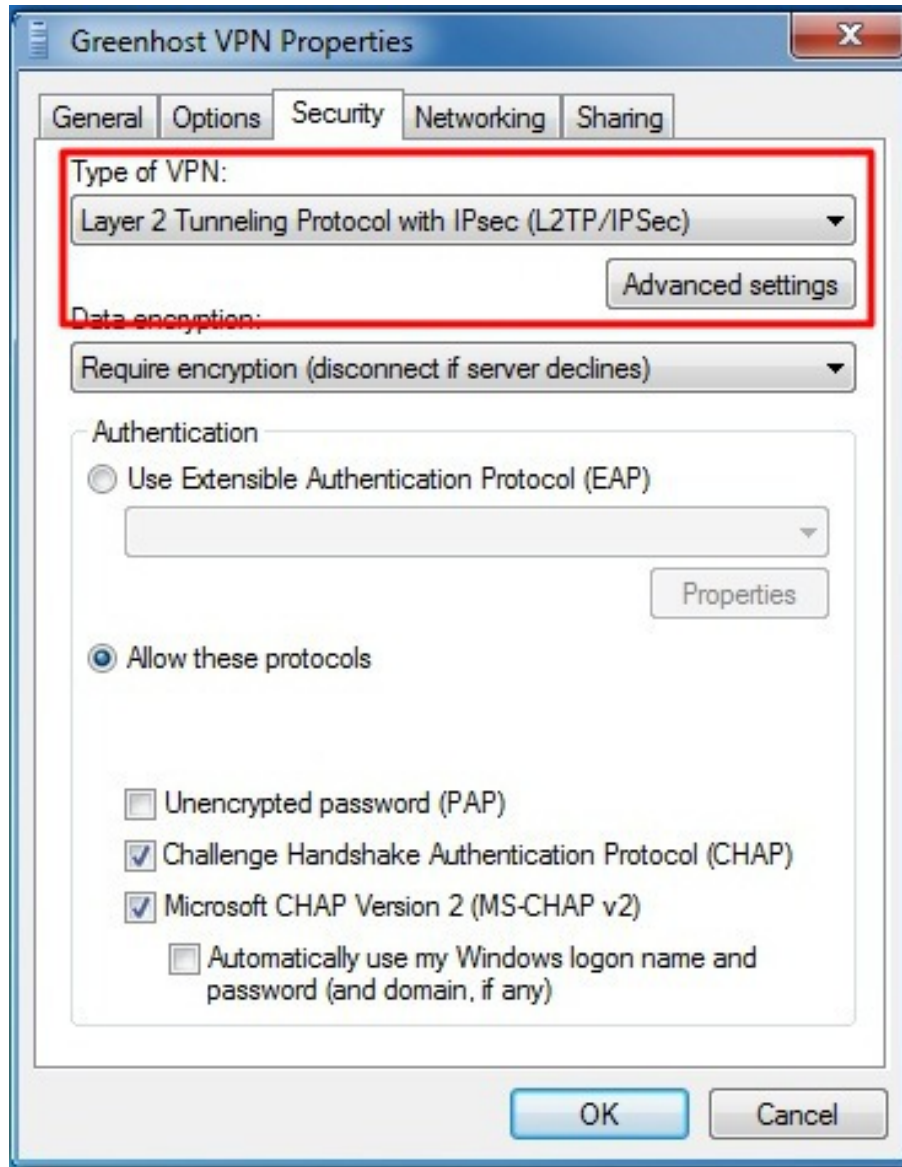 Greenhost VPN Properties
General Options Security Networking Sharing
Type of VPN:
Layer 2 Tunneling Protocol with IPsec (L2TP/IPSec)
Advanced settings
Data encryption:
Require encryption (disconnect if server declines)
Authentication
Use Extensible Authentication Protocol (EAP)
Properties
Allow these protocols
Unencrypted password (PAP)
Challenge Handshake Authentication Protocol (CHAP)
Microsoft CHAP Version 2 (MS-CHAP v2)
Automatically use my Windows logon name and
password (and domain, if any)
OK Cancel